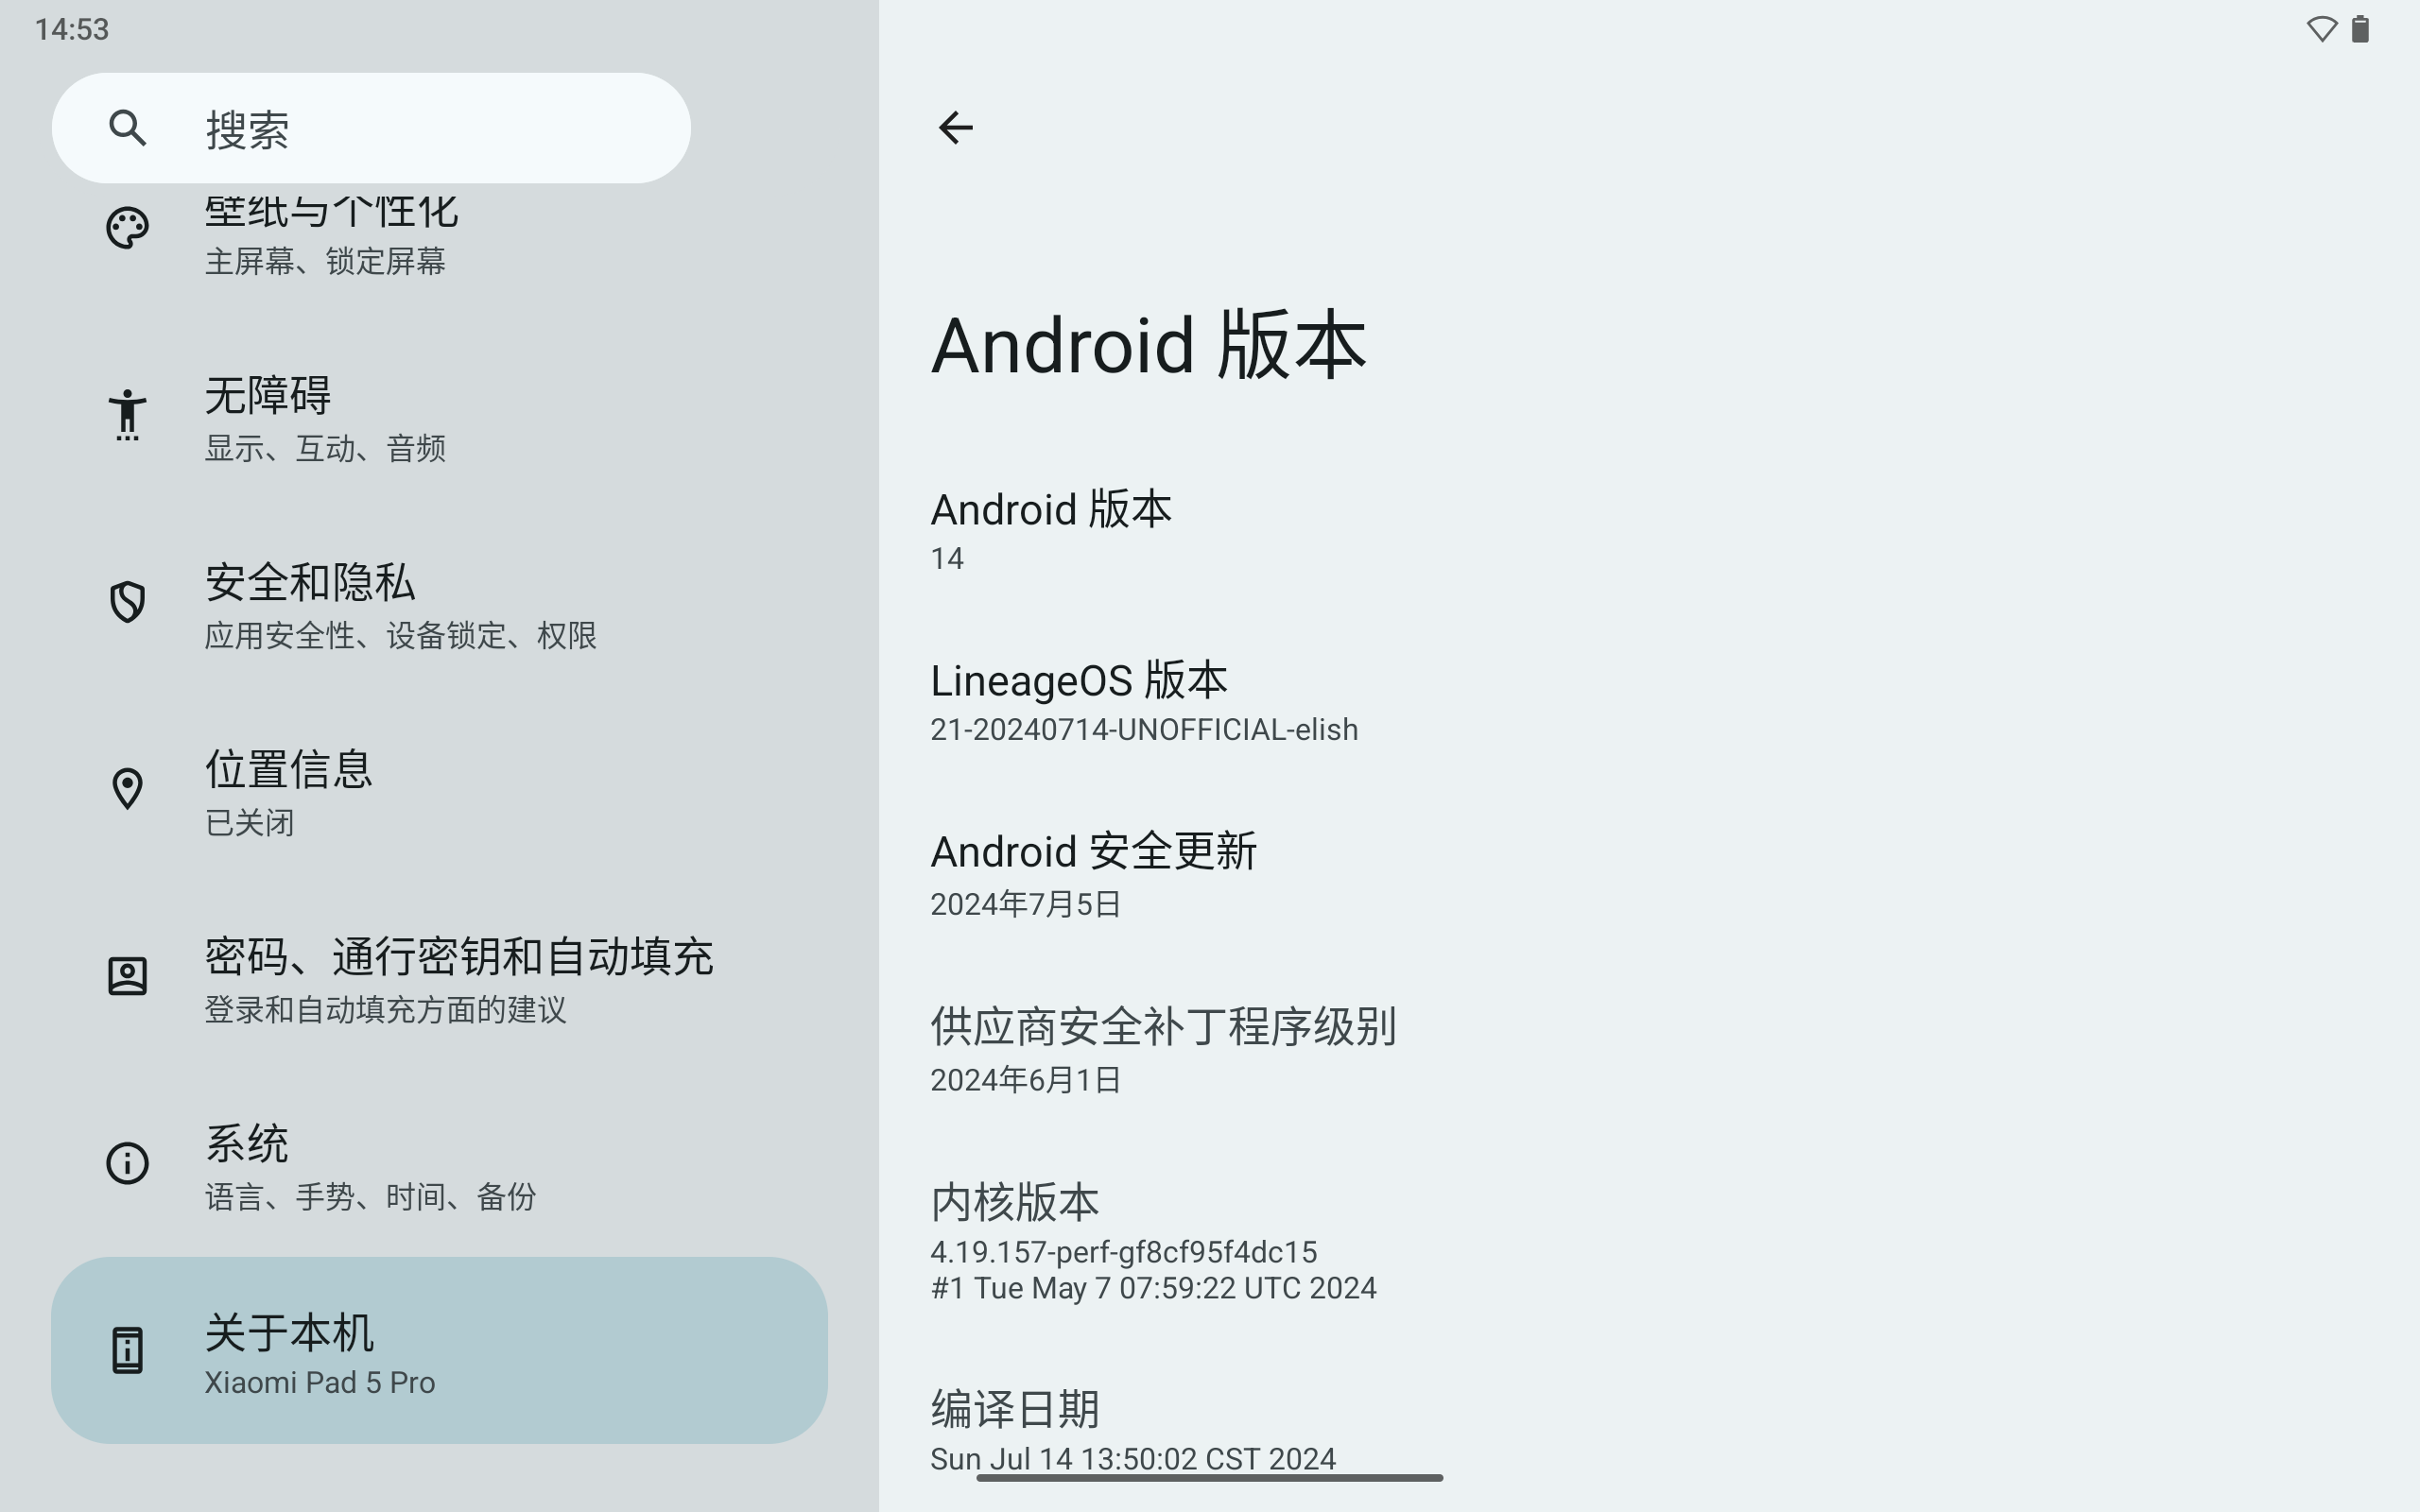 14:53
搜索
壁纸与个性化
主屏幕、锁定屏幕
无障碍
显示、互动、音频
安全和隐私
应用安全性、设备锁定、权限
位置信息
已关闭
密码、通行密钥和自动填充
登录和自动填充方面的建议
系统
语言、手势、时间、备份
关于本机
Xiaomi Pad 5 Pro
Android 版本
Android 版本
14
LineageOS 版本
21-20240714-UNOFFICIAL-elish
Android 安全更新
2024年7月5日
供应商安全补丁程序级别
2024年6月1日
内核版本
4.19.157-perf-gf8cf95f4dc15
#1 Tue May 7 07:59:22 UTC 2024
编译日期
Sun Jul 14 13:50:02 CST 2024